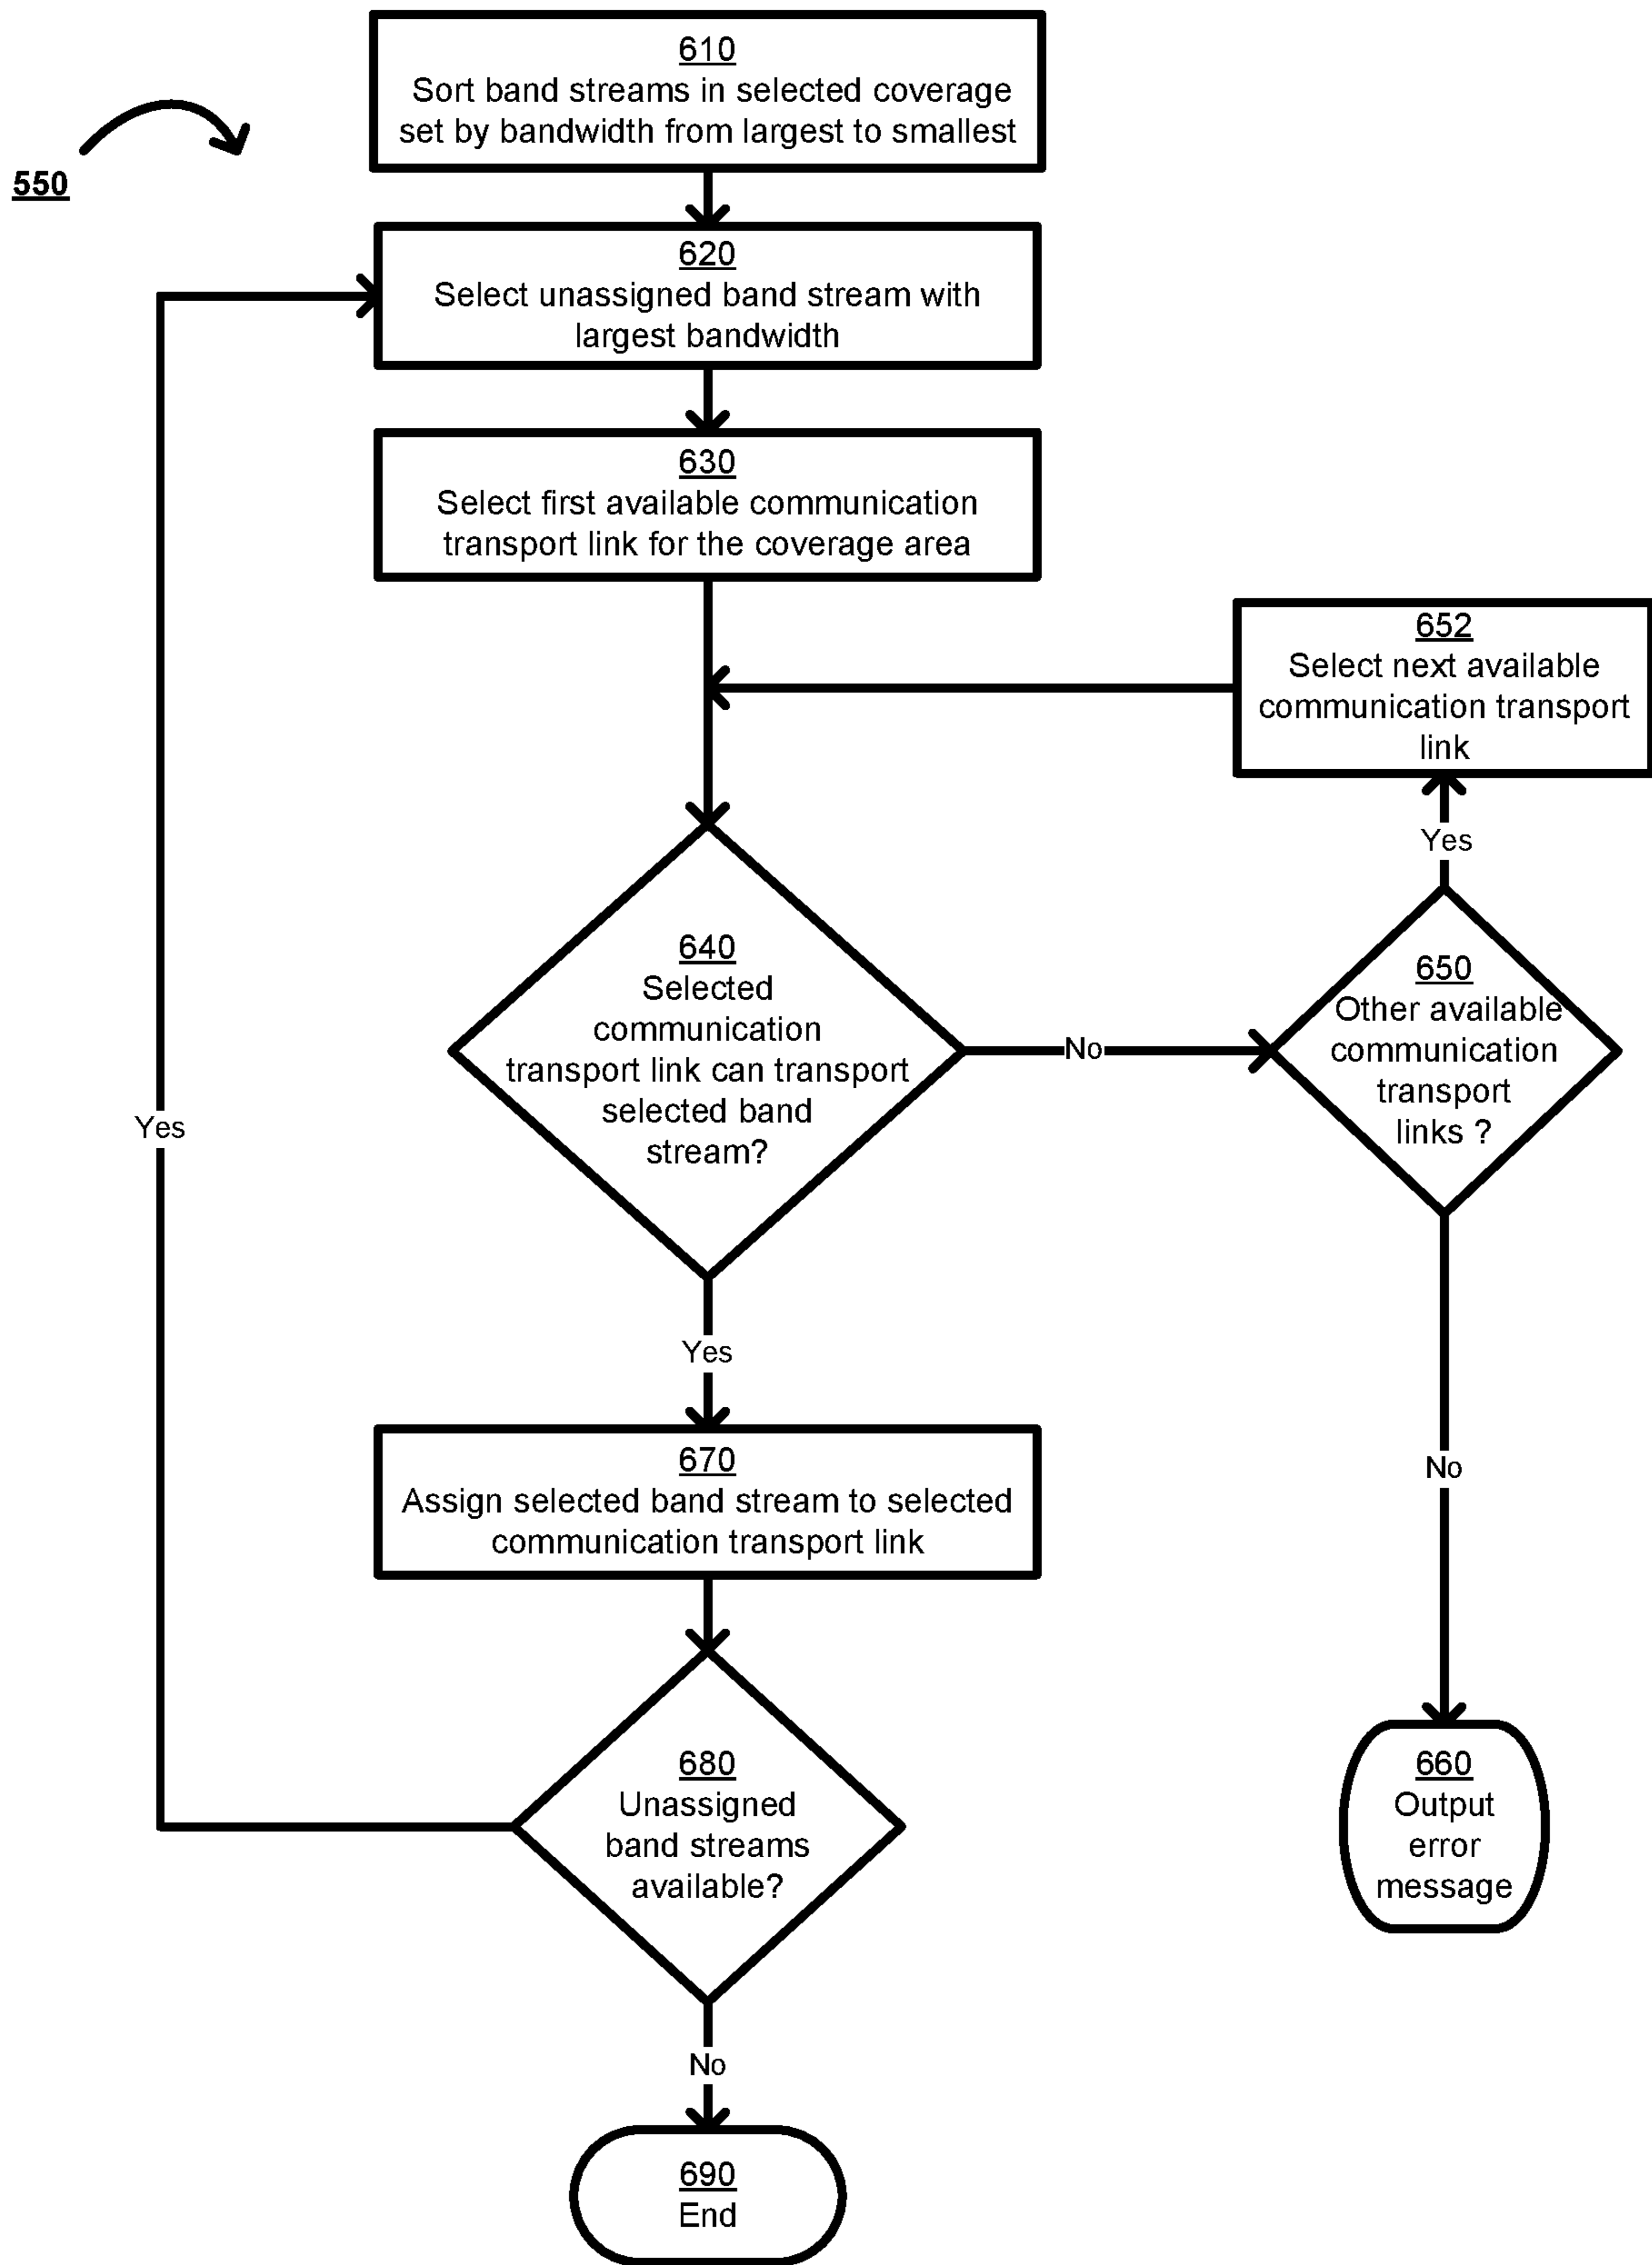 610
Sort band streams in selected coverage
set by bandwidth from largest to smallest
550
620
Select unassigned band stream with
largest bandwidth
630
Select first available communication
transport link for the coverage area
652
Select next available
communication transport
link
Yes
640
Selected
communication
transport link can transport
selected band
stream?
No
650
Other available
communication
transport
links ?
Yes
Yes
No
670
Assign selected band stream to selected
communication transport link
680
Unassigned
band streams
available?
660
Output
error
message
No
690
End